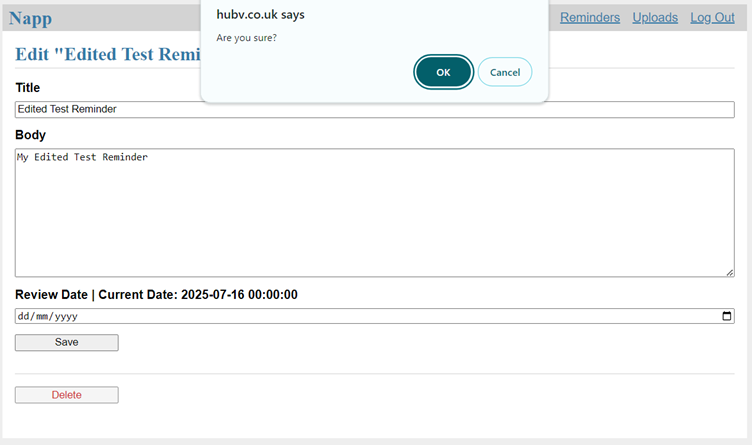 Napp
hubv.co.uk says
Are you sure?
OK
Cancel
Reminders
Uploads
Log Out
Edit "Edited Test Remi
Title
Edited Test Reminder
Body
My Edited Test Reminder
Review Date | Current Date: 2025-07-16 00:00:00
dd/mm/yyyy
Save
Delete